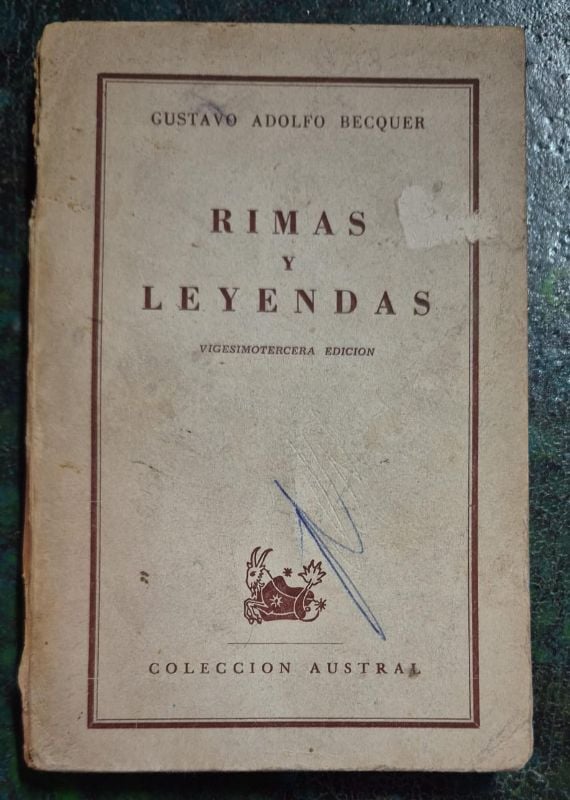 GUSTAVO ADOLFO BECQUER
RIMAS
Y
LEYENDAS
VIGESIMOTERCERA EDICION
COLECCION AUSTRAL